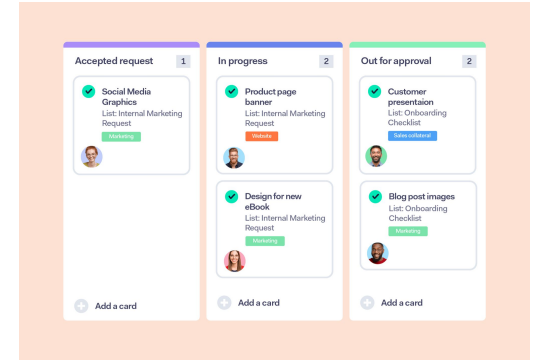 Accepted request
1
Social Media
Graphics
List: Internal Marketing
Request
Marketing
Add a card
In progress
2
Product page
banner
List: Internal Marketing
Request
Website
Design for new
eBook
List: Internal Marketing
Request
Marketing
Add a card
Out for approval
2
Customer
presentaion
List: Onboarding
Checklist
Sales collateral
Blog post images
List: Onboarding
Checklist
Marketing
Add a card